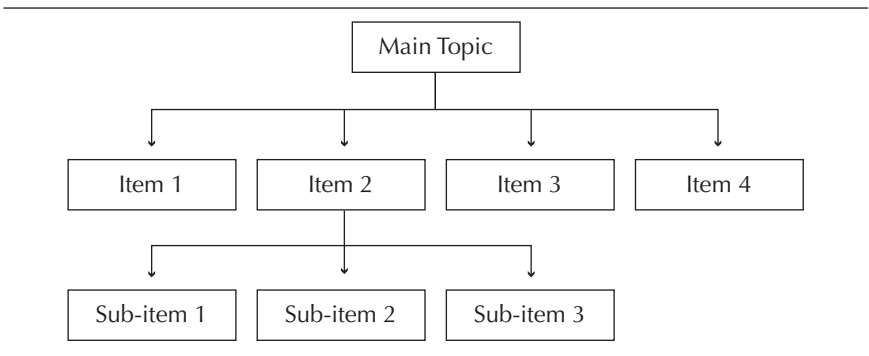 Main Topic
Item 1
Item 2
Item 3
Item 4
Sub-item 1
Sub-item 2
Sub-item 3